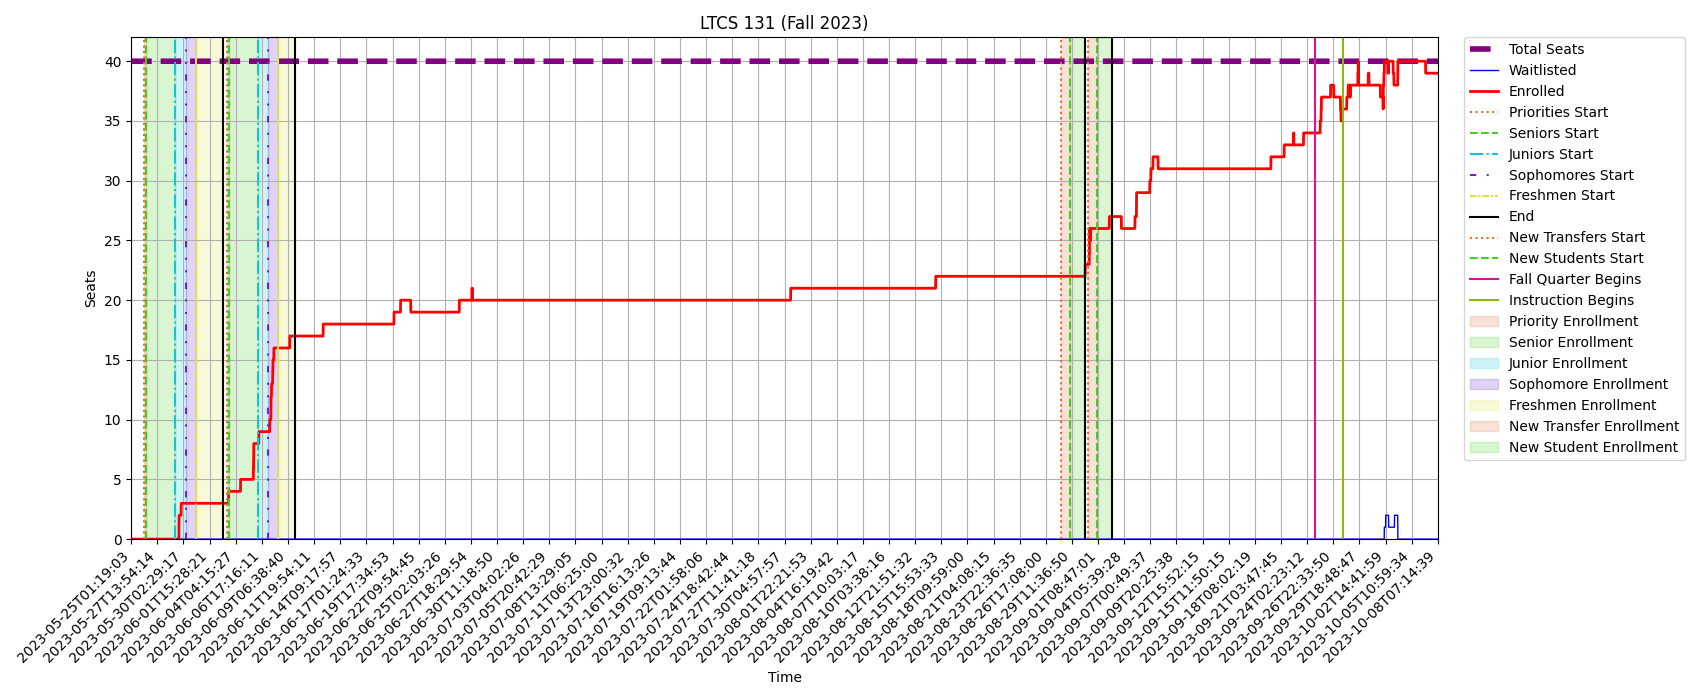 LTCS 131 (Fall 2023)
Seats
40
35
30
25
20
15
10
5
0
2023-05-25T01:19:03
2023-05-27T13:54:14
2023-05-30T02:29:17
2023-06-01T15:28:21
2023-06-04T04:15:27
2023-06-06T17:16:11
2023-06-09T06:38:40
2023-06-11T19:54:11
2023-06-14T09:17:57
2023-06-17T01:24:33
2023-06-19T17:34:53
2023-06-22T09:54:45
2023-06-25T02:03:26
2023-06-27T18:29:54
2023-06-30T11:18:50
2023-07-03T04:02:26
2023-07-05T20:42:29
2023-07-08T13:29:05
2023-07-11T06:25:00
2023-07-13T23:00:32
2023-07-16T16:13:26
2023-07-19T09:13:44
2023-07-22T01:58:06
2023-07-24T18:42:44
2023-07-27T11:41:18
2023-07-30T04:57:57
2023-08-01T22:21:53
2023-08-04T16:19:42
2023-08-07T10:03:17
2023-08-10T03:38:16
2023-08-12T21:51:32
2023-08-15T15:53:33
2023-08-18T09:59:00
2023-08-21T04:08:15
2023-08-23T22:36:35
2023-08-26T17:08:00
2023-08-29T11:36:50
2023-09-01T08:47:01
2023-09-04T05:39:28
2023-09-07T00:49:37
2023-09-09T20:25:38
2023-09-12T15:52:15
2023-09-15T11:50:15
2023-09-18T08:02:19
2023-09-21T03:47:45
2023-09-24T02:23:12
2023-09-26T22:33:50
2023-09-29T18:48:47
2023-10-02T14:41:59
2023-10-05T10:59:34
2023-10-08T07:14:39
Time
Total Seats
Waitlisted
Enrolled
Priorities Start
Seniors Start
Juniors Start
Sophomores Start
Freshmen Start
End
New Transfers Start
New Students Start
Fall Quarter Begins
Instruction Begins
Priority Enrollment
Senior Enrollment
Junior Enrollment
Sophomore Enrollment
Freshmen Enrollment
New Transfer Enrollment
New Student Enrollment